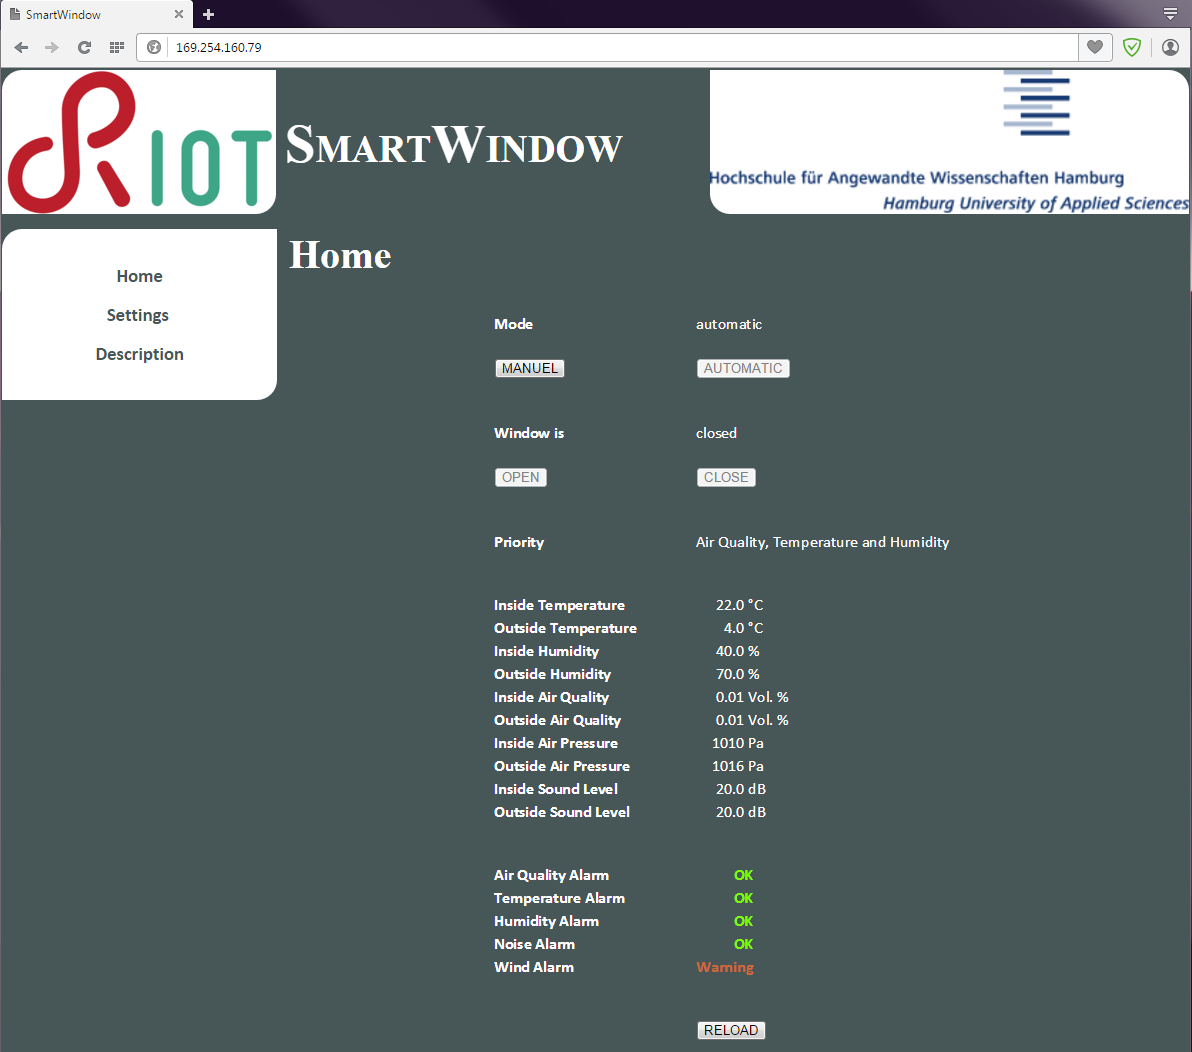 SmartWindow
169.254.160.79
RIOT
SMARTWINDOW
Hochschule für Angewandte Wissenschaften Hamburg
Hamburg University of Applied Sciences
Home
Settings
Description
Home
Mode automatic
MANUEL AUTOMATIC
Window is closed
OPEN CLOSE
Priority Air Quality, Temperature and Humidity
Inside Temperature 22.0 °C
Outside Temperature 4.0 °C
Inside Humidity 40.0 %
Outside Humidity 70.0 %
Inside Air Quality 0.01 Vol. %
Outside Air Quality 0.01 Vol. %
Inside Air Pressure 1010 Pa
Outside Air Pressure 1016 Pa
Inside Sound Level 20.0 dB
Outside Sound Level 20.0 dB
Air Quality Alarm OK
Temperature Alarm OK
Humidity Alarm OK
Noise Alarm OK
Wind Alarm Warning
RELOAD